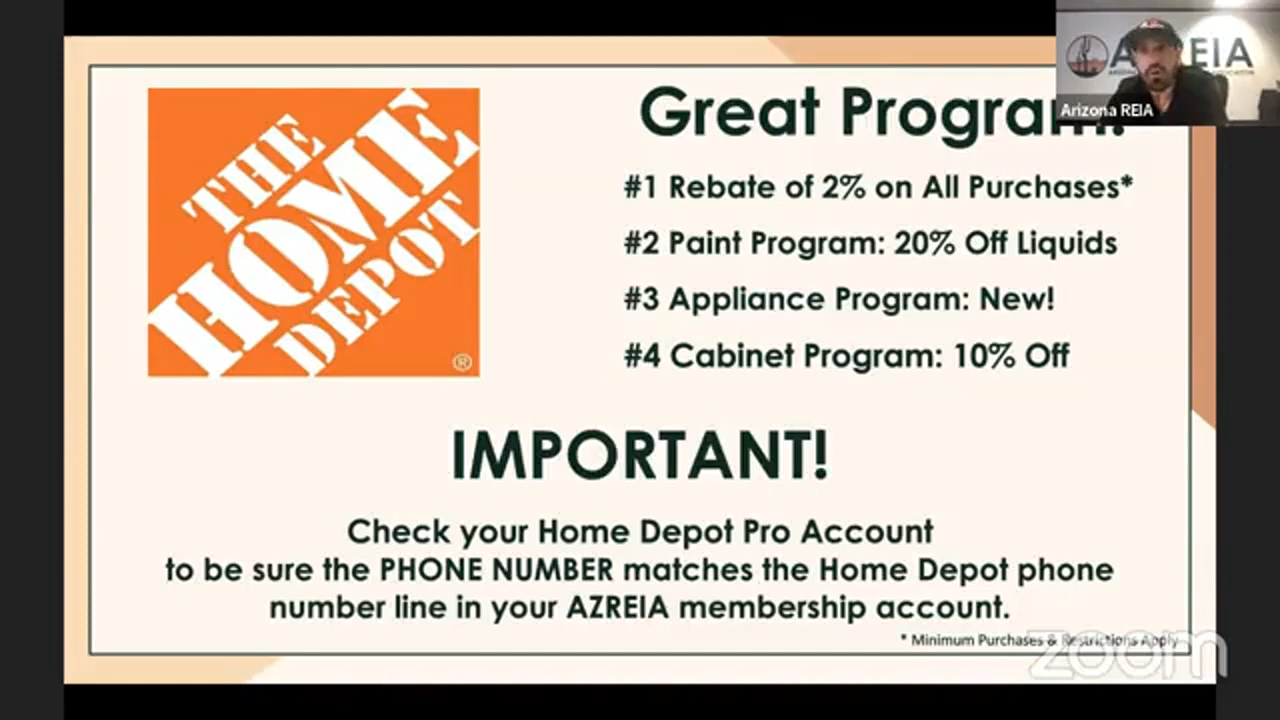 THE
HOME
DEPOT
®
Great Program!
#1 Rebate of 2% on All Purchases*
#2 Paint Program: 20% Off Liquids
#3 Appliance Program: New!
#4 Cabinet Program: 10% Off
IMPORTANT!
Check your Home Depot Pro Account
to be sure the PHONE NUMBER matches the Home Depot phone
number line in your AZREIA membership account.
* Minimum Purchases & Restrictions Apply
zoom
EIA
Arizona REIA